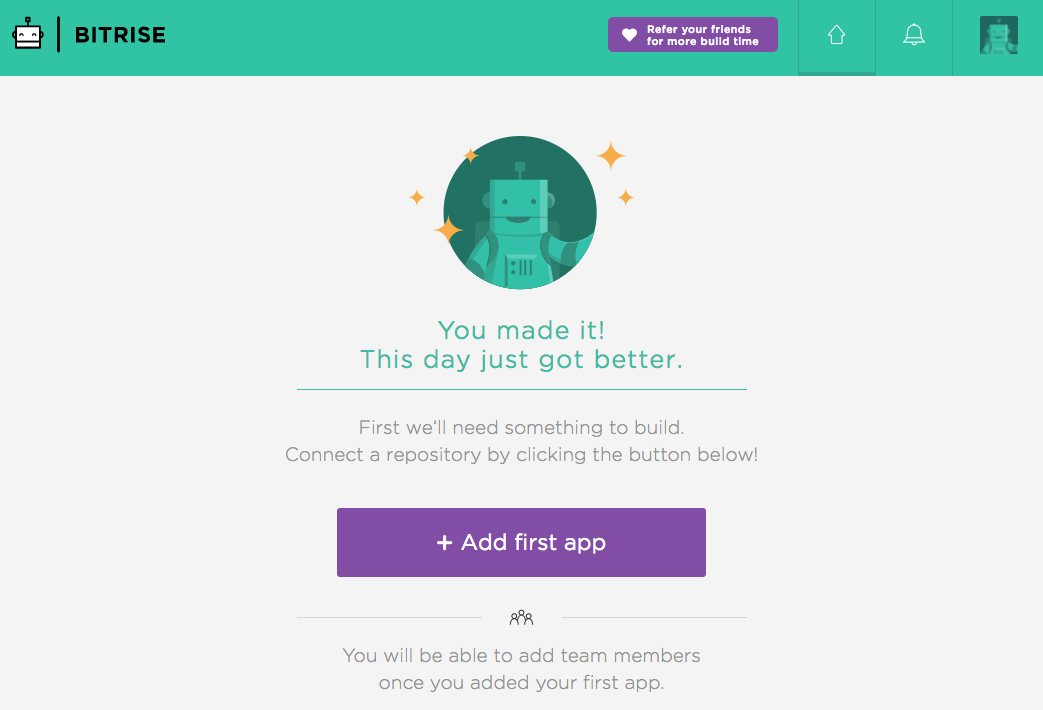 BITRISE
Refer your friends
for more build time
You made it!
This day just got better.
First we'll need something to build.
Connect a repository by clicking the button below!
+ Add first app
You will be able to add team members
once you added your first app.